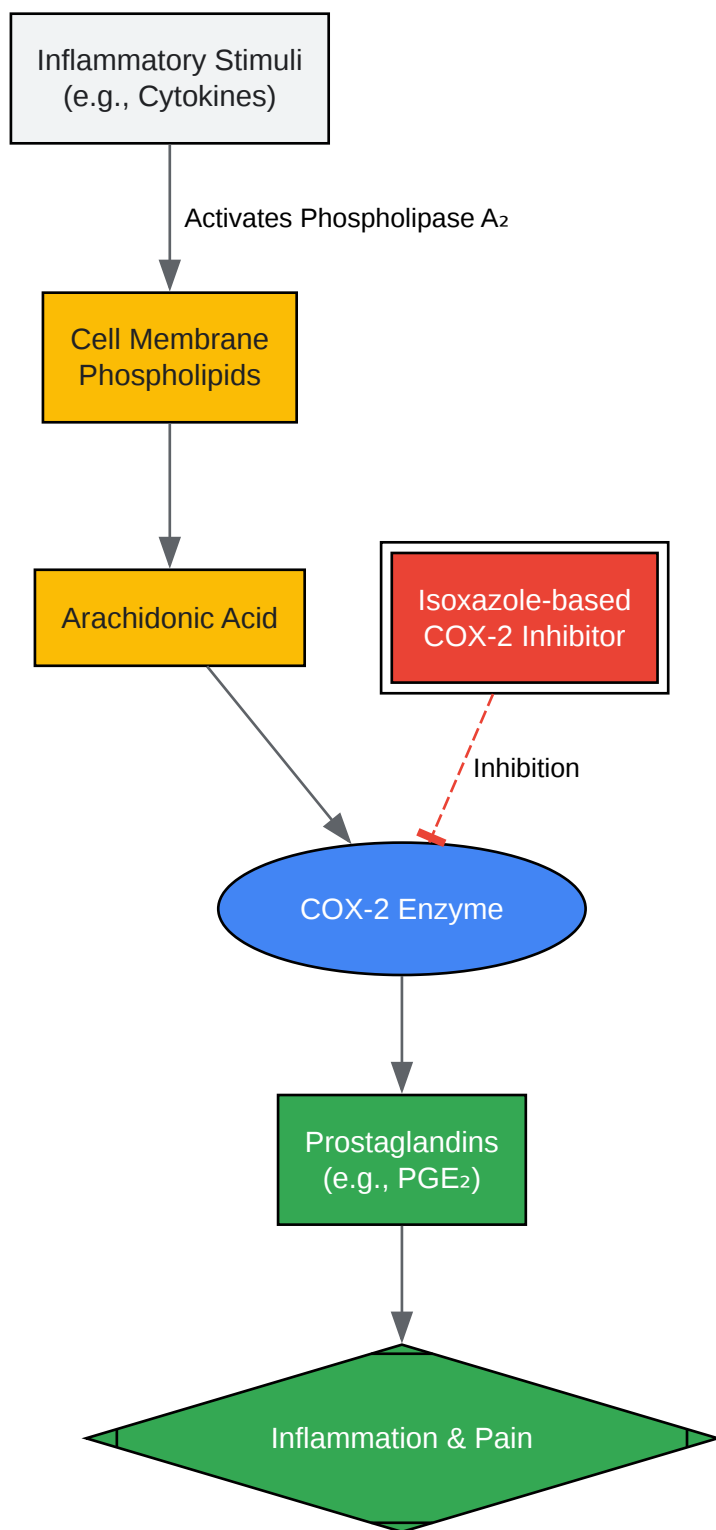 Inflammatory Stimuli
(e.g., Cytokines)
Activates Phospholipase A₂
Cell Membrane
Phospholipids
Arachidonic Acid
Isoxazole-based
COX-2 Inhibitor
Inhibition
COX-2 Enzyme
Prostaglandins
(e.g., PGE₂)
Inflammation & Pain